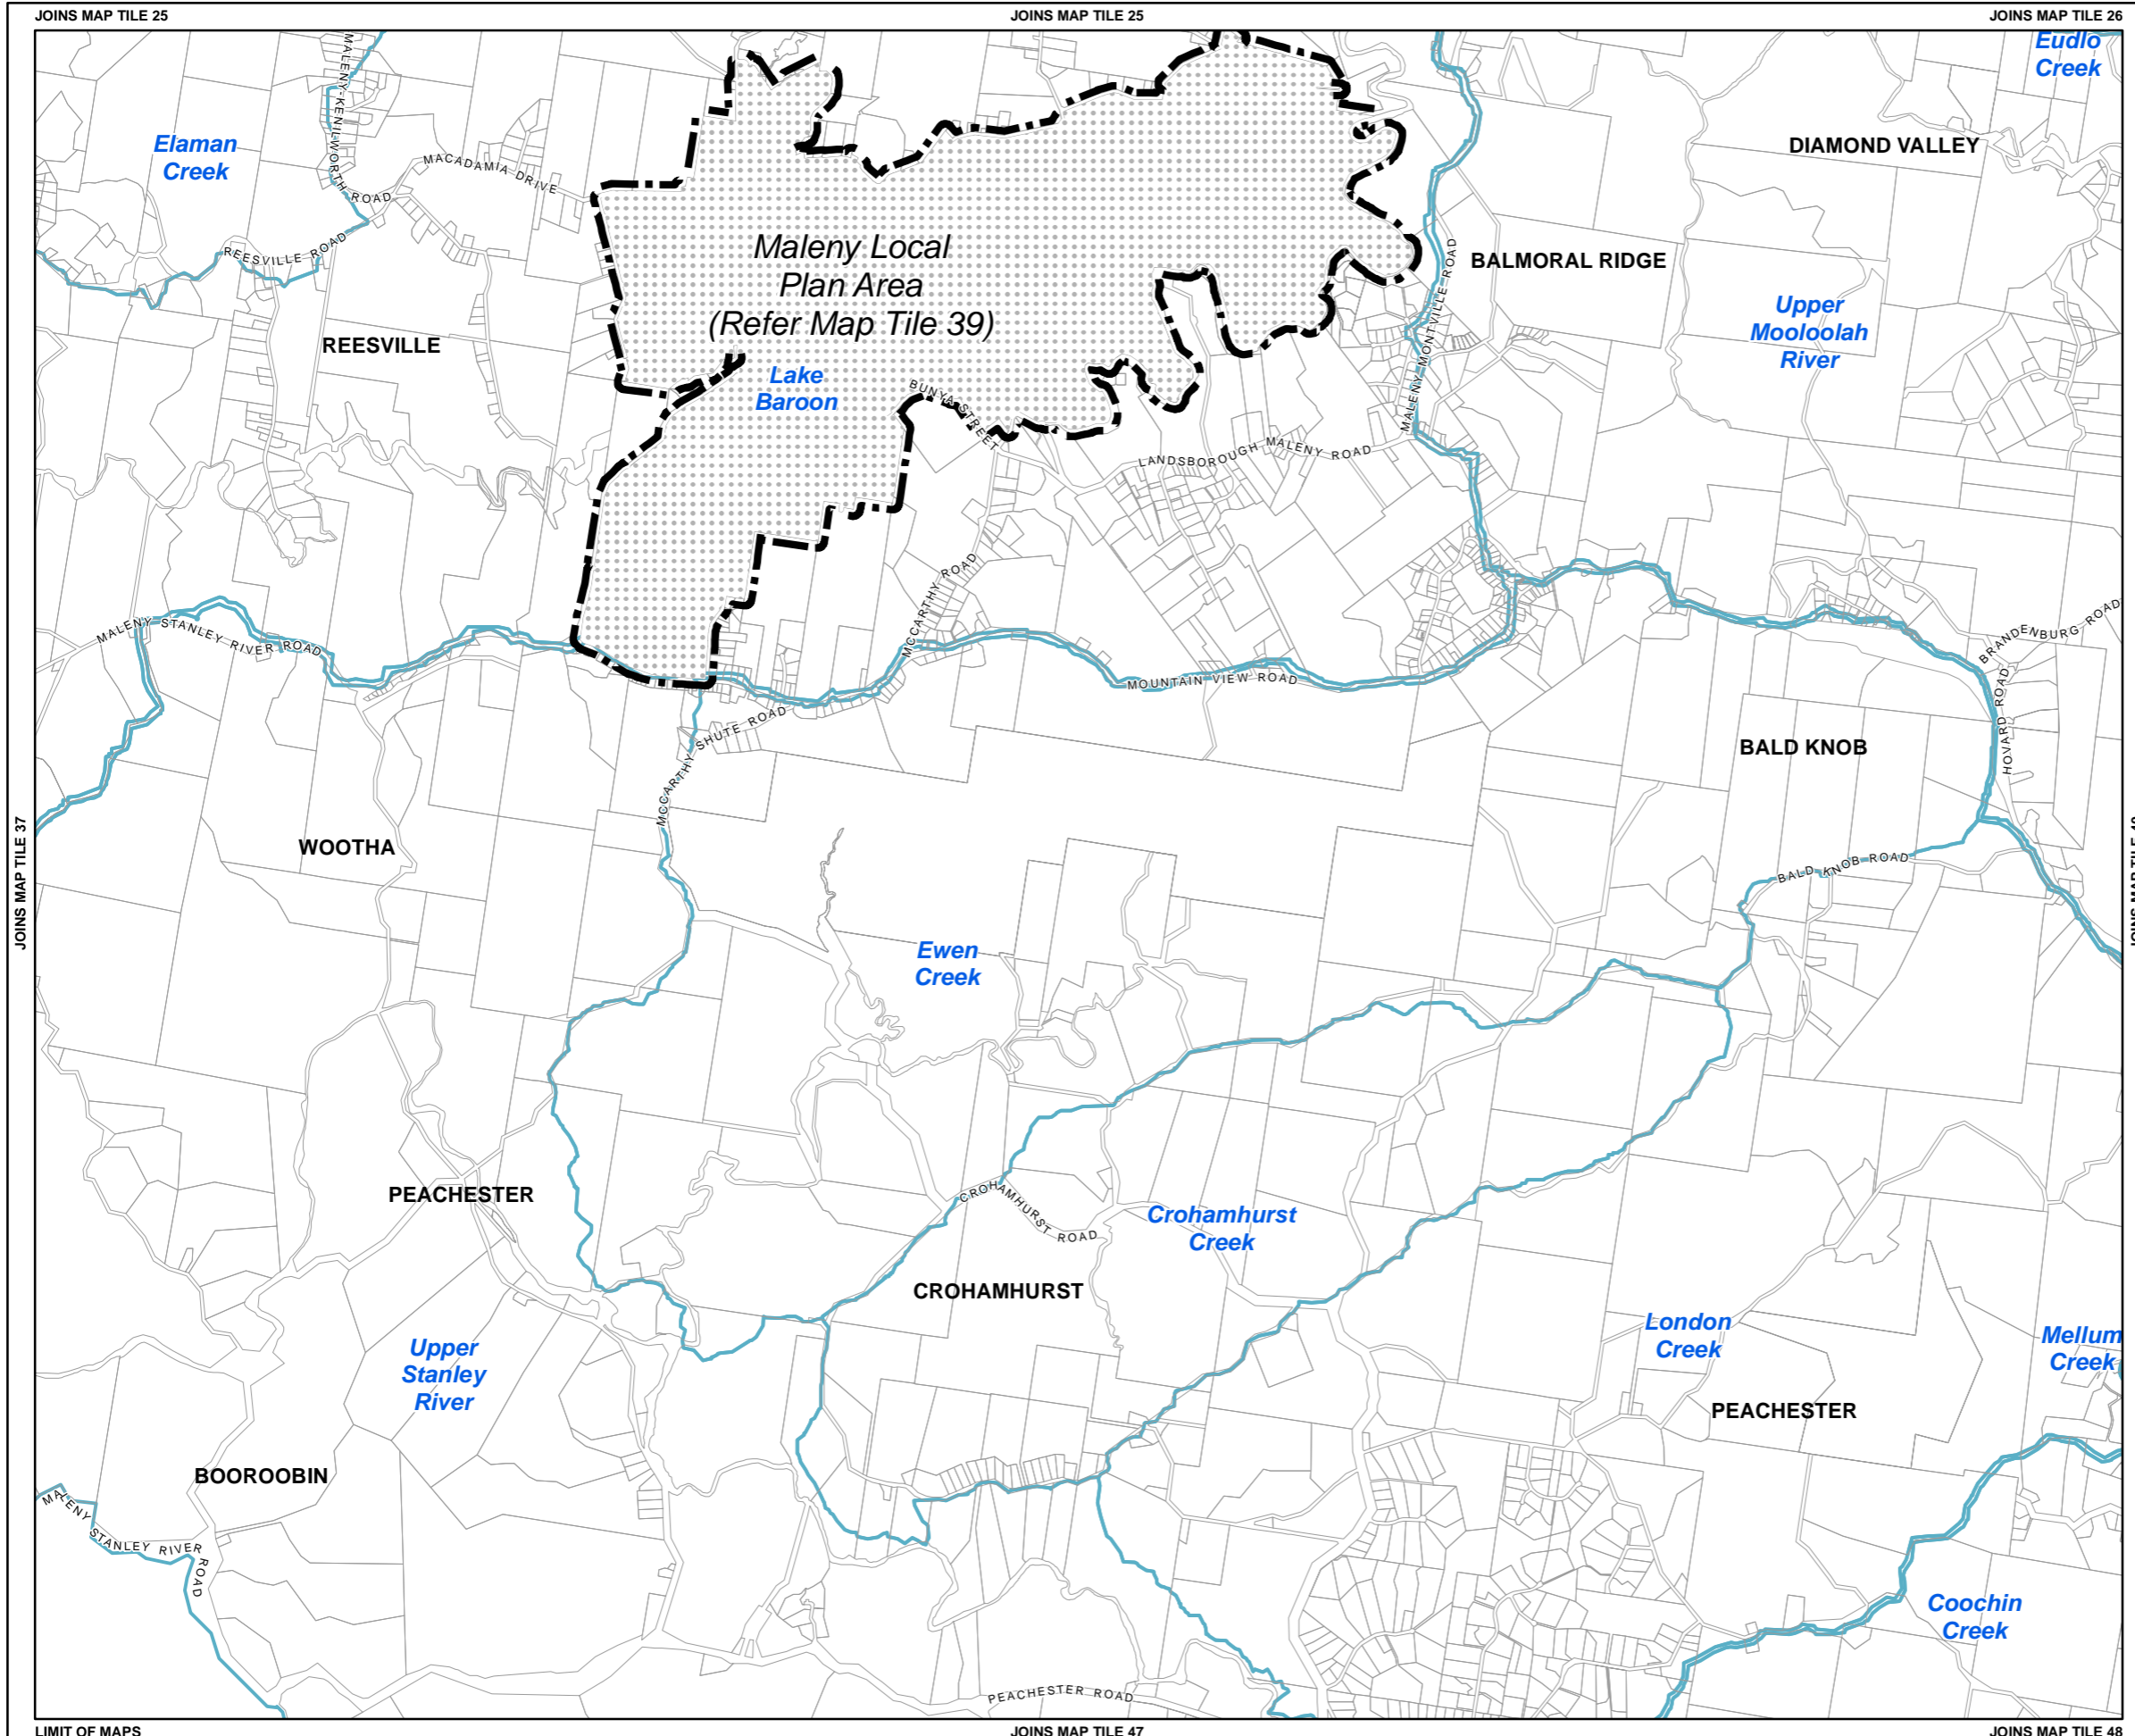 JOINS MAP TILE 25
JOINS MAP TILE 25
JOINS MAP TILE 26
Eudlo
Creek
MALENY-KENILWORTH ROAD
Elaman
Creek
DIAMOND VALLEY
MACADAMIA DRIVE
REESVILLE ROAD
Maleny Local
Plan Area
(Refer Map Tile 39)
BALMORAL RIDGE
MALENY MONTVILLE ROAD
Upper
Mooloolah
River
REESVILLE
Lake
Baroon
BUNYA STREET
LANDSBOROUGH MALENY ROAD
MCCARTHY ROAD
MALENY STANLEY RIVER ROAD
BRANDENBURG ROAD
MOUNTAIN VIEW ROAD
HOVARD ROAD
MCCARTHY SHUTE ROAD
BALD KNOB
JOINS MAP TILE 37
WOOTHA
BALD KNOB ROAD
Ewen
Creek
PEACHESTER
CROHAMHURST ROAD
Crohamhurst
Creek
CROHAMHURST
London
Creek
Mellum
Creek
Upper
Stanley
River
PEACHESTER
BOOROOBIN
MALENY STANLEY RIVER ROAD
Coochin
Creek
PEACHESTER ROAD
LIMIT OF MAPS
JOINS MAP TILE 47
JOINS MAP TILE 48